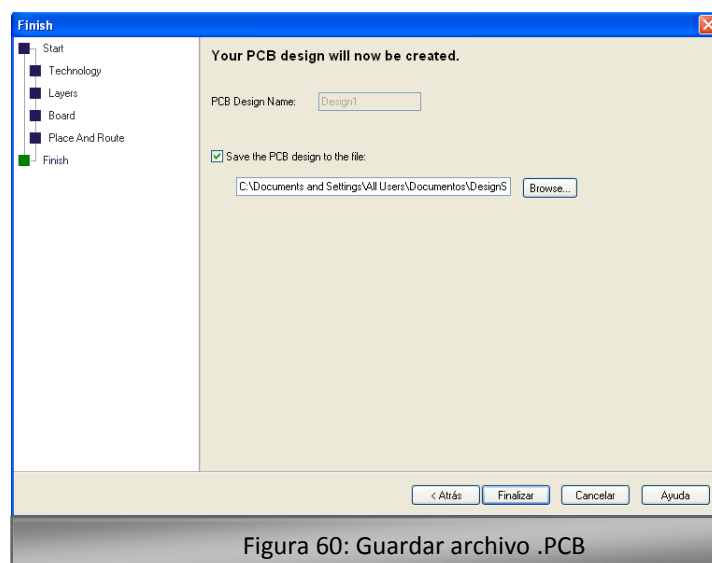 Finish
Start
Technology
Layers
Board
Place And Route
Finish
Your PCB design will now be created.
PCB Design Name: Design1
Save the PCB design to the file:
C:\Documents and Settings\All Users\Documentos\DesignS Browse...
< Atrás Finalizar Cancelar Ayuda
Figura 60: Guardar archivo .PCB